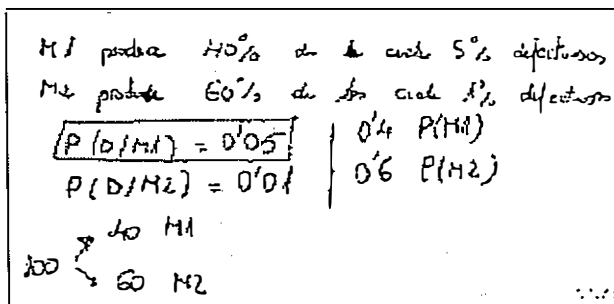 M1 produce 40% de los cuales 5% defectuosos
M2 produce 60% de los cuales 1% defectuosos
P(D/M1) = 0'05 | 0'4 P(M1)
P(D/M2) = 0'01 | 0'6 P(M2)
40 M1
100
60 M2